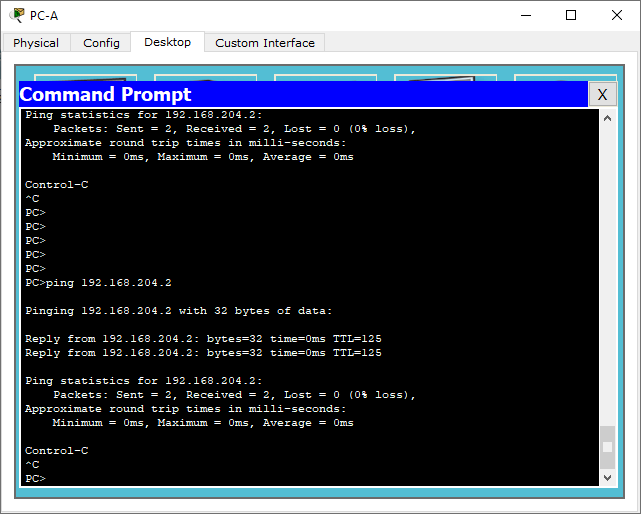 PC-A
Physical Config Desktop Custom Interface
Command Prompt X
Ping statistics for 192.168.204.2:
    Packets: Sent = 2, Received = 2, Lost = 0 (0% loss),
Approximate round trip times in milli-seconds:
    Minimum = 0ms, Maximum = 0ms, Average = 0ms
Control-C
^C
PC>
PC>
PC>
PC>
PC>
PC>ping 192.168.204.2
Pinging 192.168.204.2 with 32 bytes of data:
Reply from 192.168.204.2: bytes=32 time=0ms TTL=125
Reply from 192.168.204.2: bytes=32 time=0ms TTL=125
Ping statistics for 192.168.204.2:
    Packets: Sent = 2, Received = 2, Lost = 0 (0% loss),
Approximate round trip times in milli-seconds:
    Minimum = 0ms, Maximum = 0ms, Average = 0ms
Control-C
^C
PC>